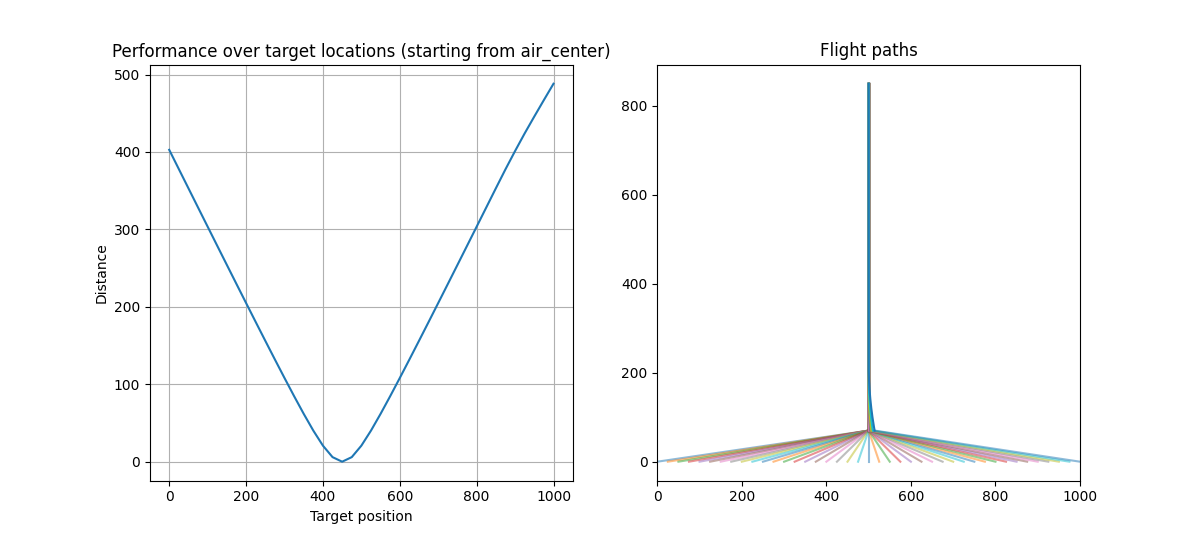 Performance over target locations (starting from air_center)
500
400
300
200
100
0
Distance
0 200 400 600 800 1000
Target position
Flight paths
800
600
400
200
0
0 200 400 600 800 1000